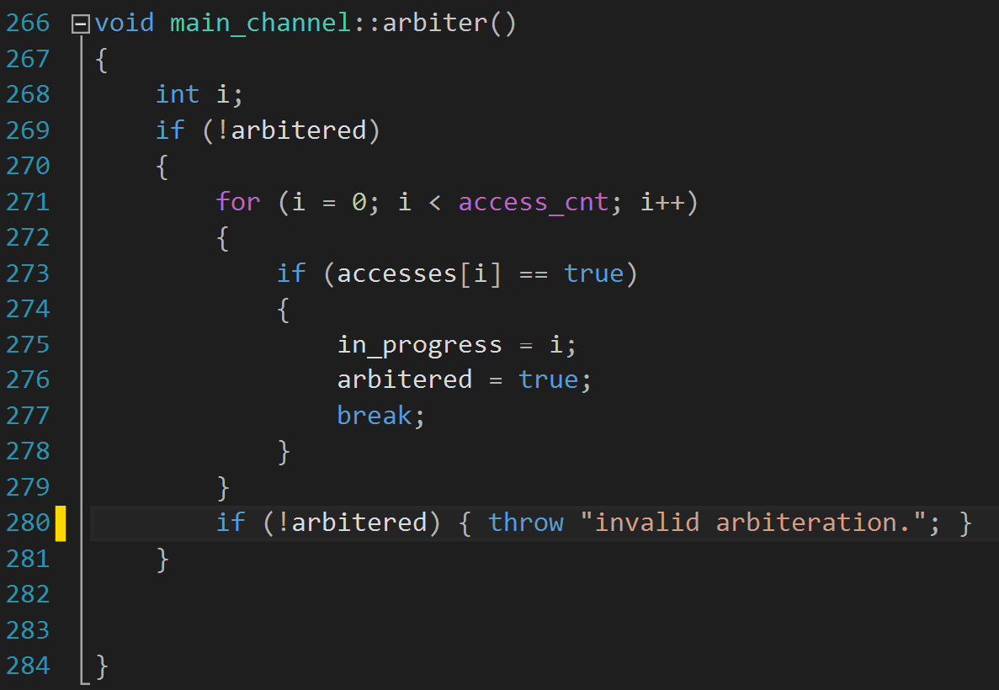 266 void main_channel::arbiter()
267 {
268     int i;
269     if (!arbitered)
270     {
271         for (i = 0; i < access_cnt; i++)
272         {
273             if (accesses[i] == true)
274             {
275                 in_progress = i;
276                 arbitered = true;
277                 break;
278             }
279         }
280         if (!arbitered) { throw "invalid arbiteration."; }
281     }
282
283
284 }